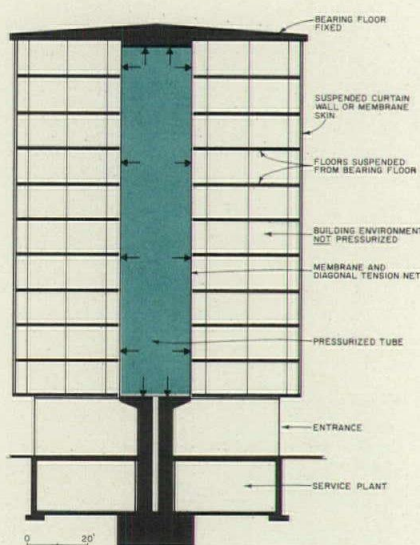 BEARING FLOOR
FIXED
SUSPENDED CURTAIN
WALL OR MEMBRANE
SKIN
FLOORS SUSPENDED
FROM BEARING FLOOR
BUILDING ENVIRONMENT
NOT PRESSURIZED
MEMBRANE AND
DIAGONAL TENSION NET
PRESSURIZED TUBE
ENTRANCE
SERVICE PLANT
0 20'